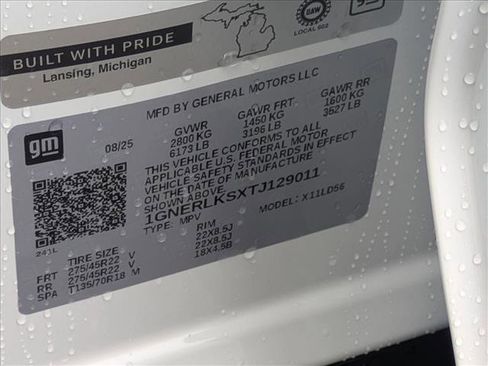 BUILT WITH PRIDE
Lansing, Michigan
UAW
LOCAL 602
gm
MFD BY GENERAL MOTORS LLC
08/25
GVWR GAWR FRT GAWR RR
2800 KG 1450 KG 1600 KG
6173 LB 3196 LB 3527 LB
THIS VEHICLE CONFORMS TO ALL
APPLICABLE U.S. FEDERAL MOTOR
VEHICLE SAFETY STANDARDS IN EFFECT
ON THE DATE OF MANUFACTURE
1GNERLKSXTJ129011
TYPE: MPV MODEL: X11LD56
241L
TIRE SIZE RIM
FRT 275/45R22 V 22X8.5J
RR 275/45R22 V 22X8.5J
SPA T135/70R18 M 18X4.5B